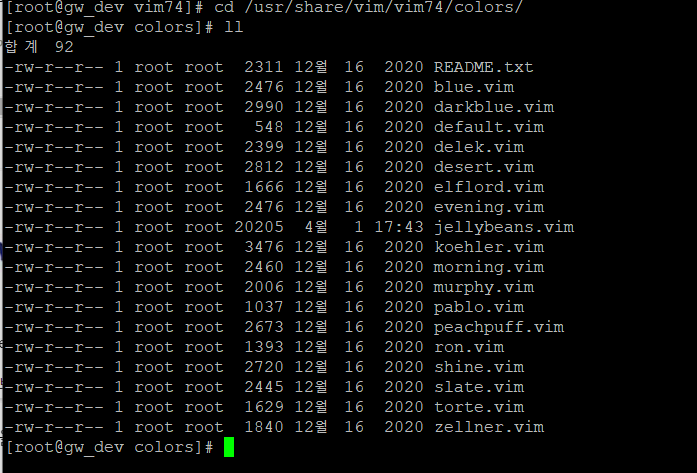 [root@gw_dev vim74]# cd /usr/share/vim/vim74/colors/
[root@gw_dev colors]# ll
합계 92
-rw-r--r-- 1 root root  2311 12월  16  2020 README.txt
-rw-r--r-- 1 root root  2476 12월  16  2020 blue.vim
-rw-r--r-- 1 root root  2990 12월  16  2020 darkblue.vim
-rw-r--r-- 1 root root   548 12월  16  2020 default.vim
-rw-r--r-- 1 root root  2399 12월  16  2020 delek.vim
-rw-r--r-- 1 root root  2812 12월  16  2020 desert.vim
-rw-r--r-- 1 root root  1666 12월  16  2020 elflord.vim
-rw-r--r-- 1 root root  2476 12월  16  2020 evening.vim
-rw-r--r-- 1 root root 20205  4월   1 17:43 jellybeans.vim
-rw-r--r-- 1 root root  3476 12월  16  2020 koehler.vim
-rw-r--r-- 1 root root  2460 12월  16  2020 morning.vim
-rw-r--r-- 1 root root  2006 12월  16  2020 murphy.vim
-rw-r--r-- 1 root root  1037 12월  16  2020 pablo.vim
-rw-r--r-- 1 root root  2673 12월  16  2020 peachpuff.vim
-rw-r--r-- 1 root root  1393 12월  16  2020 ron.vim
-rw-r--r-- 1 root root  2720 12월  16  2020 shine.vim
-rw-r--r-- 1 root root  2445 12월  16  2020 slate.vim
-rw-r--r-- 1 root root  1629 12월  16  2020 torte.vim
-rw-r--r-- 1 root root  1840 12월  16  2020 zellner.vim
[root@gw_dev colors]#